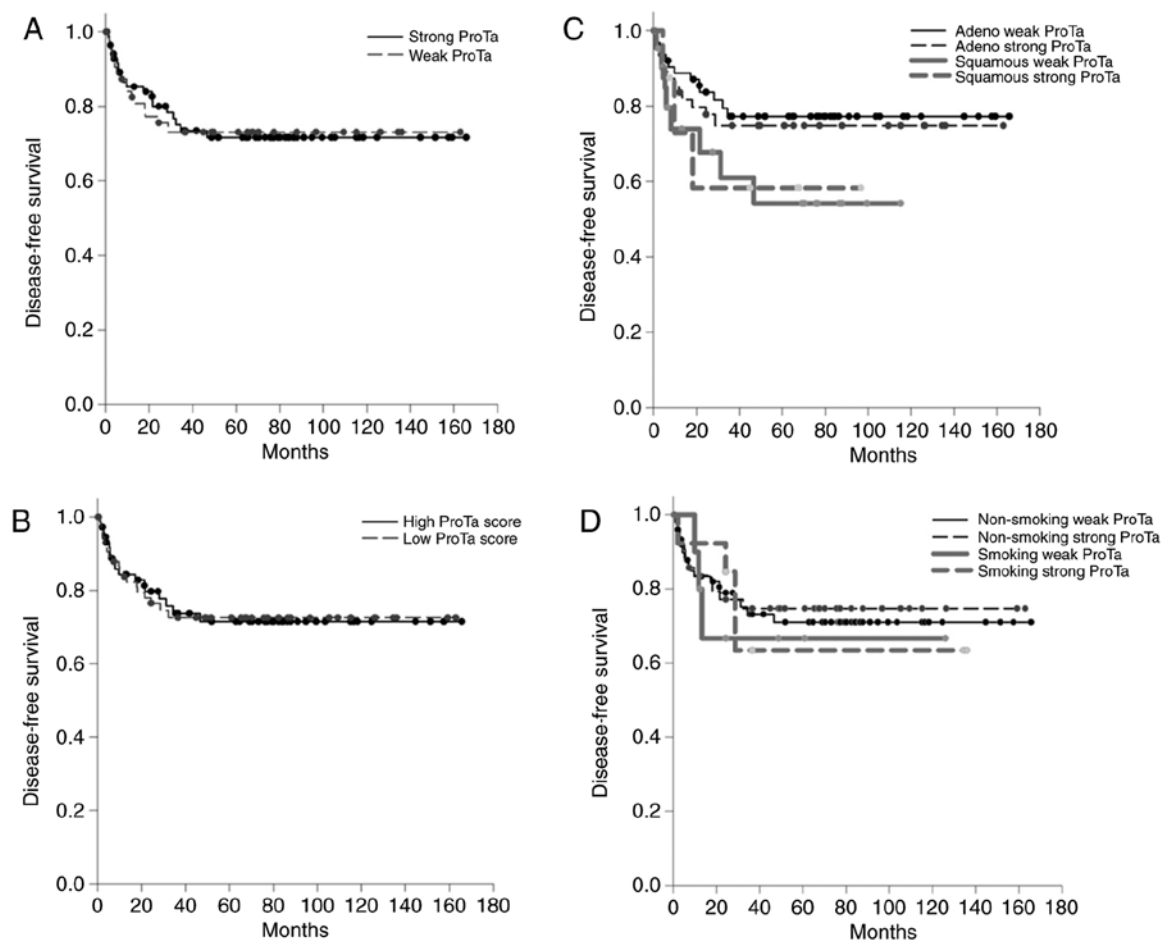 A
Strong ProTa
Weak ProTa
1.0
0.8
0.6
0.4
0.2
0.0
Disease-free survival
0 20 40 60 80 100 120 140 160 180
Months
C
Adeno weak ProTa
Adeno strong ProTa
Squamous weak ProTa
Squamous strong ProTa
1.0
0.8
0.6
0.4
0.2
0.0
Disease-free survival
0 20 40 60 80 100 120 140 160 180
Months
B
High ProTa score
Low ProTa score
1.0
0.8
0.6
0.4
0.2
0.0
Disease-free survival
0 20 40 60 80 100 120 140 160 180
Months
D
Non-smoking weak ProTa
Non-smoking strong ProTa
Smoking weak ProTa
Smoking strong ProTa
1.0
0.8
0.6
0.4
0.2
0.0
Disease-free survival
0 20 40 60 80 100 120 140 160 180
Months